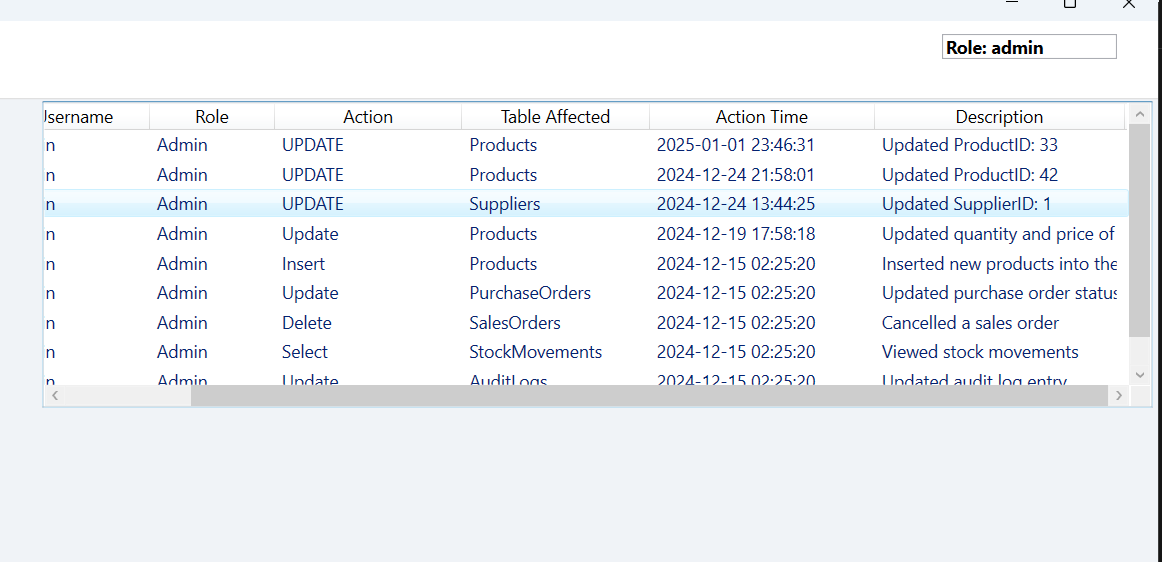 Role: admin
Username Role Action Table Affected Action Time Description
n Admin UPDATE Products 2025-01-01 23:46:31 Updated ProductID: 33
n Admin UPDATE Products 2024-12-24 21:58:01 Updated ProductID: 42
n Admin UPDATE Suppliers 2024-12-24 13:44:25 Updated SupplierID: 1
n Admin Update Products 2024-12-19 17:58:18 Updated quantity and price of
n Admin Insert Products 2024-12-15 02:25:20 Inserted new products into the
n Admin Update PurchaseOrders 2024-12-15 02:25:20 Updated purchase order status
n Admin Delete SalesOrders 2024-12-15 02:25:20 Cancelled a sales order
n Admin Select StockMovements 2024-12-15 02:25:20 Viewed stock movements
n Admin Update AuditLogs 2024-12-15 02:25:20 Updated audit log entry